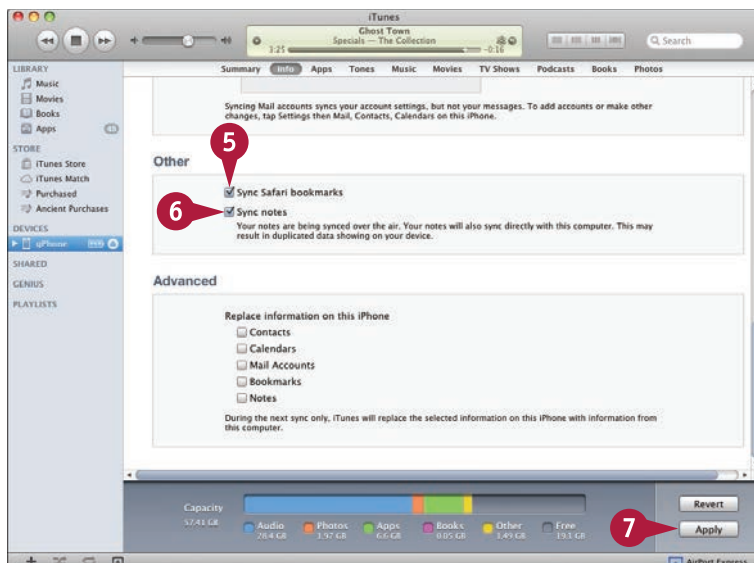 iTunes
Ghost Town
Specials — The Collection
3:25
-0:16
Search
LIBRARY
Music
Movies
Books
Apps
STORE
iTunes Store
iTunes Match
Purchased
Ancient Purchases
DEVICES
SHARED
GENIUS
PLAYLISTS
Summary Info Apps Tones Music Movies TV Shows Podcasts Books Photos
Syncing Mail accounts syncs your account settings, but not your messages. To add accounts or make other
changes, tap Settings then Mail, Contacts, Calendars on this iPhone.
5
Other
Sync Safari bookmarks
6
Sync notes
Your notes are being synced over the air. Your notes will also sync directly with this computer. This may
result in duplicated data showing on your device.
Advanced
Replace information on this iPhone
Contacts
Calendars
Mail Accounts
Bookmarks
Notes
During the next sync only, iTunes will replace the selected information on this iPhone with information from
this computer.
Capacity
57.41 GB
Audio
28.4 GB
Photos
1.97 GB
Apps
6.6 GB
Books
0.05 GB
Other
1.49 GB
Free
19.1 GB
Revert
7
Apply
AirPort Express